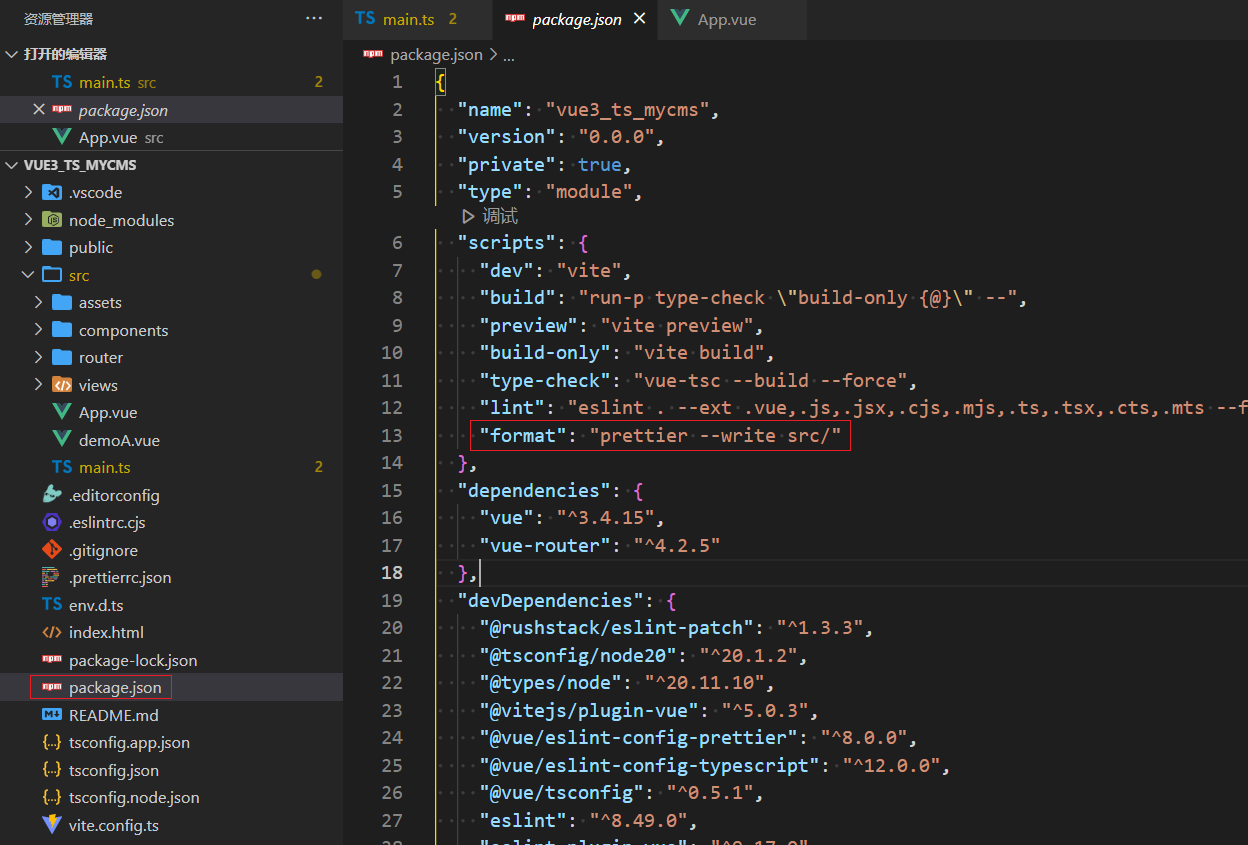 资源管理器 ...
打开的编辑器
TS main.ts src 2
npm package.json
App.vue src
VUE3_TS_MYCMS
.vscode
node_modules
public
src
assets
components
router
views
App.vue
demoA.vue
TS main.ts 2
.editorconfig
.eslintrc.cjs
.gitignore
.prettierrc.json
TS env.d.ts
index.html
npm package-lock.json
npm package.json
README.md
{..} tsconfig.app.json
{..} tsconfig.json
{..} tsconfig.node.json
vite.config.ts
TS main.ts 2 npm package.json × App.vue
npm package.json > ...
1 {
2 "name": "vue3_ts_mycms",
3 "version": "0.0.0",
4 "private": true,
5 "type": "module",
调试
6 "scripts": {
7 "dev": "vite",
8 "build": "run-p type-check \"build-only {@}\" --",
9 "preview": "vite preview",
10 "build-only": "vite build",
11 "type-check": "vue-tsc --build --force",
12 "lint": "eslint . --ext .vue,.js,.jsx,.cjs,.mjs,.ts,.tsx,.cts,.mts --f
13 "format": "prettier --write src/"
14 },
15 "dependencies": {
16 "vue": "^3.4.15",
17 "vue-router": "^4.2.5"
18 },
19 "devDependencies": {
20 "@rushstack/eslint-patch": "^1.3.3",
21 "@tsconfig/node20": "^20.1.2",
22 "@types/node": "^20.11.10",
23 "@vitejs/plugin-vue": "^5.0.3",
24 "@vue/eslint-config-prettier": "^8.0.0",
25 "@vue/eslint-config-typescript": "^12.0.0",
26 "@vue/tsconfig": "^0.5.1",
27 "eslint": "^8.49.0",